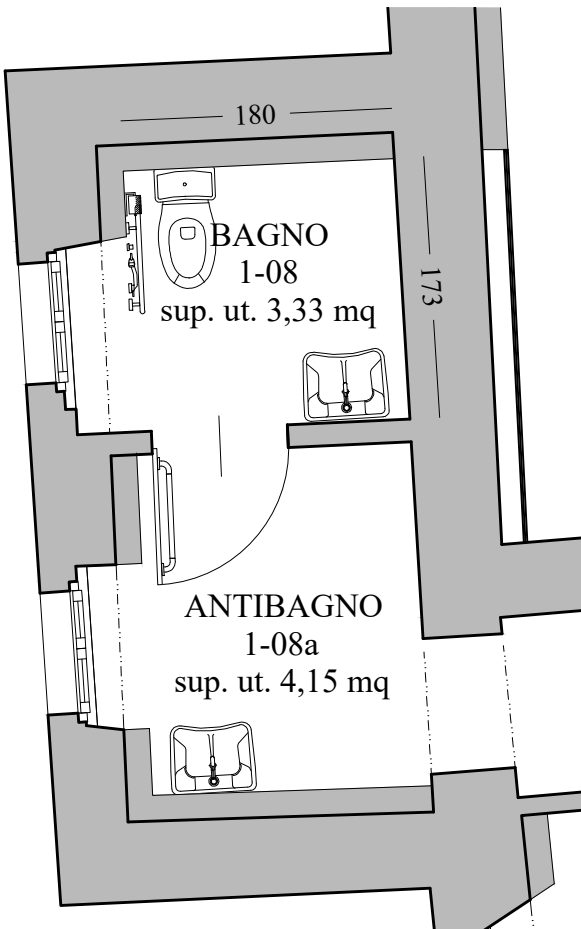 180
BAGNO
1-08
sup. ut. 3,33 mq
173
ANTIBAGNO
1-08a
sup. ut. 4,15 mq